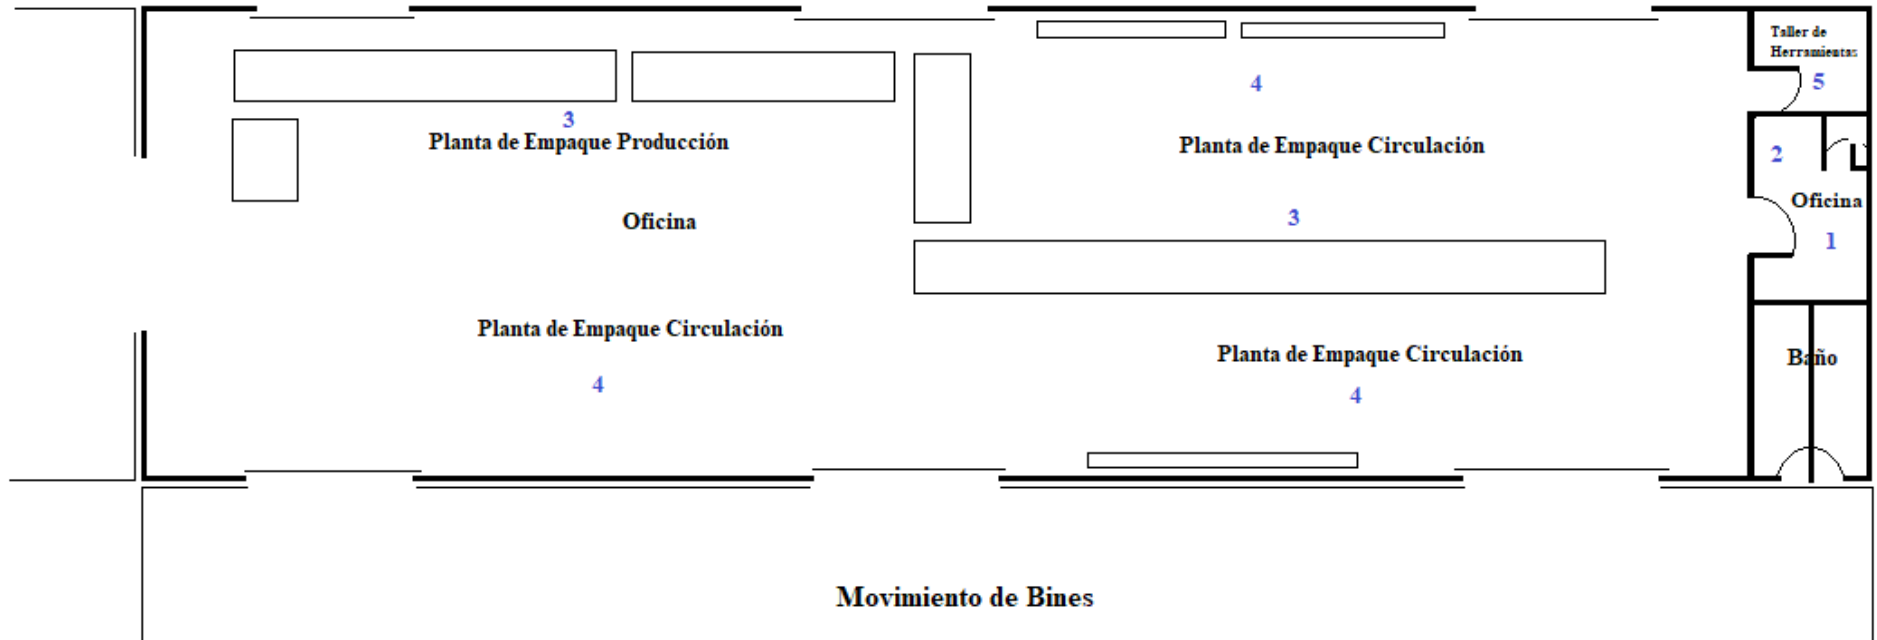 Taller de
Herramientas
5
4
3
Planta de Empaque Producción
Planta de Empaque Circulación
2
Oficina
3
Oficina
1
Planta de Empaque Circulación
Planta de Empaque Circulación
Baño
4
4
Movimiento de Bines